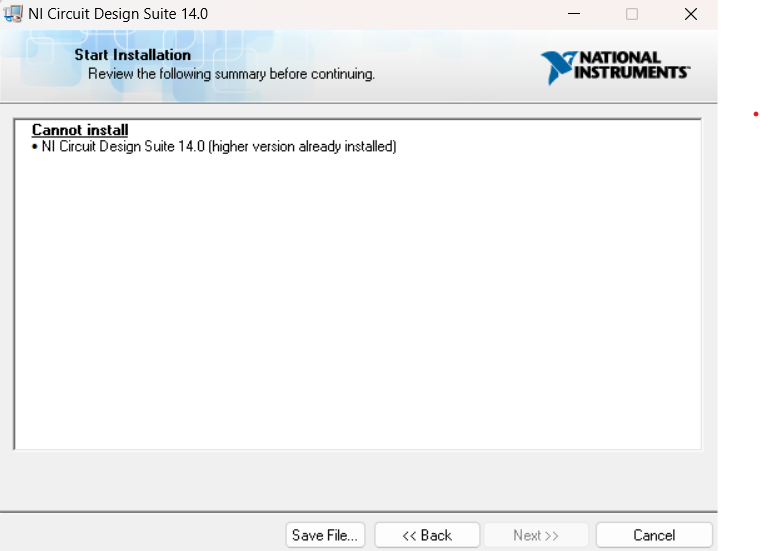 NI Circuit Design Suite 14.0
Start Installation
Review the following summary before continuing.
NATIONAL
INSTRUMENTS™
Cannot install
• NI Circuit Design Suite 14.0 (higher version already installed)
Save File... << Back Next >> Cancel